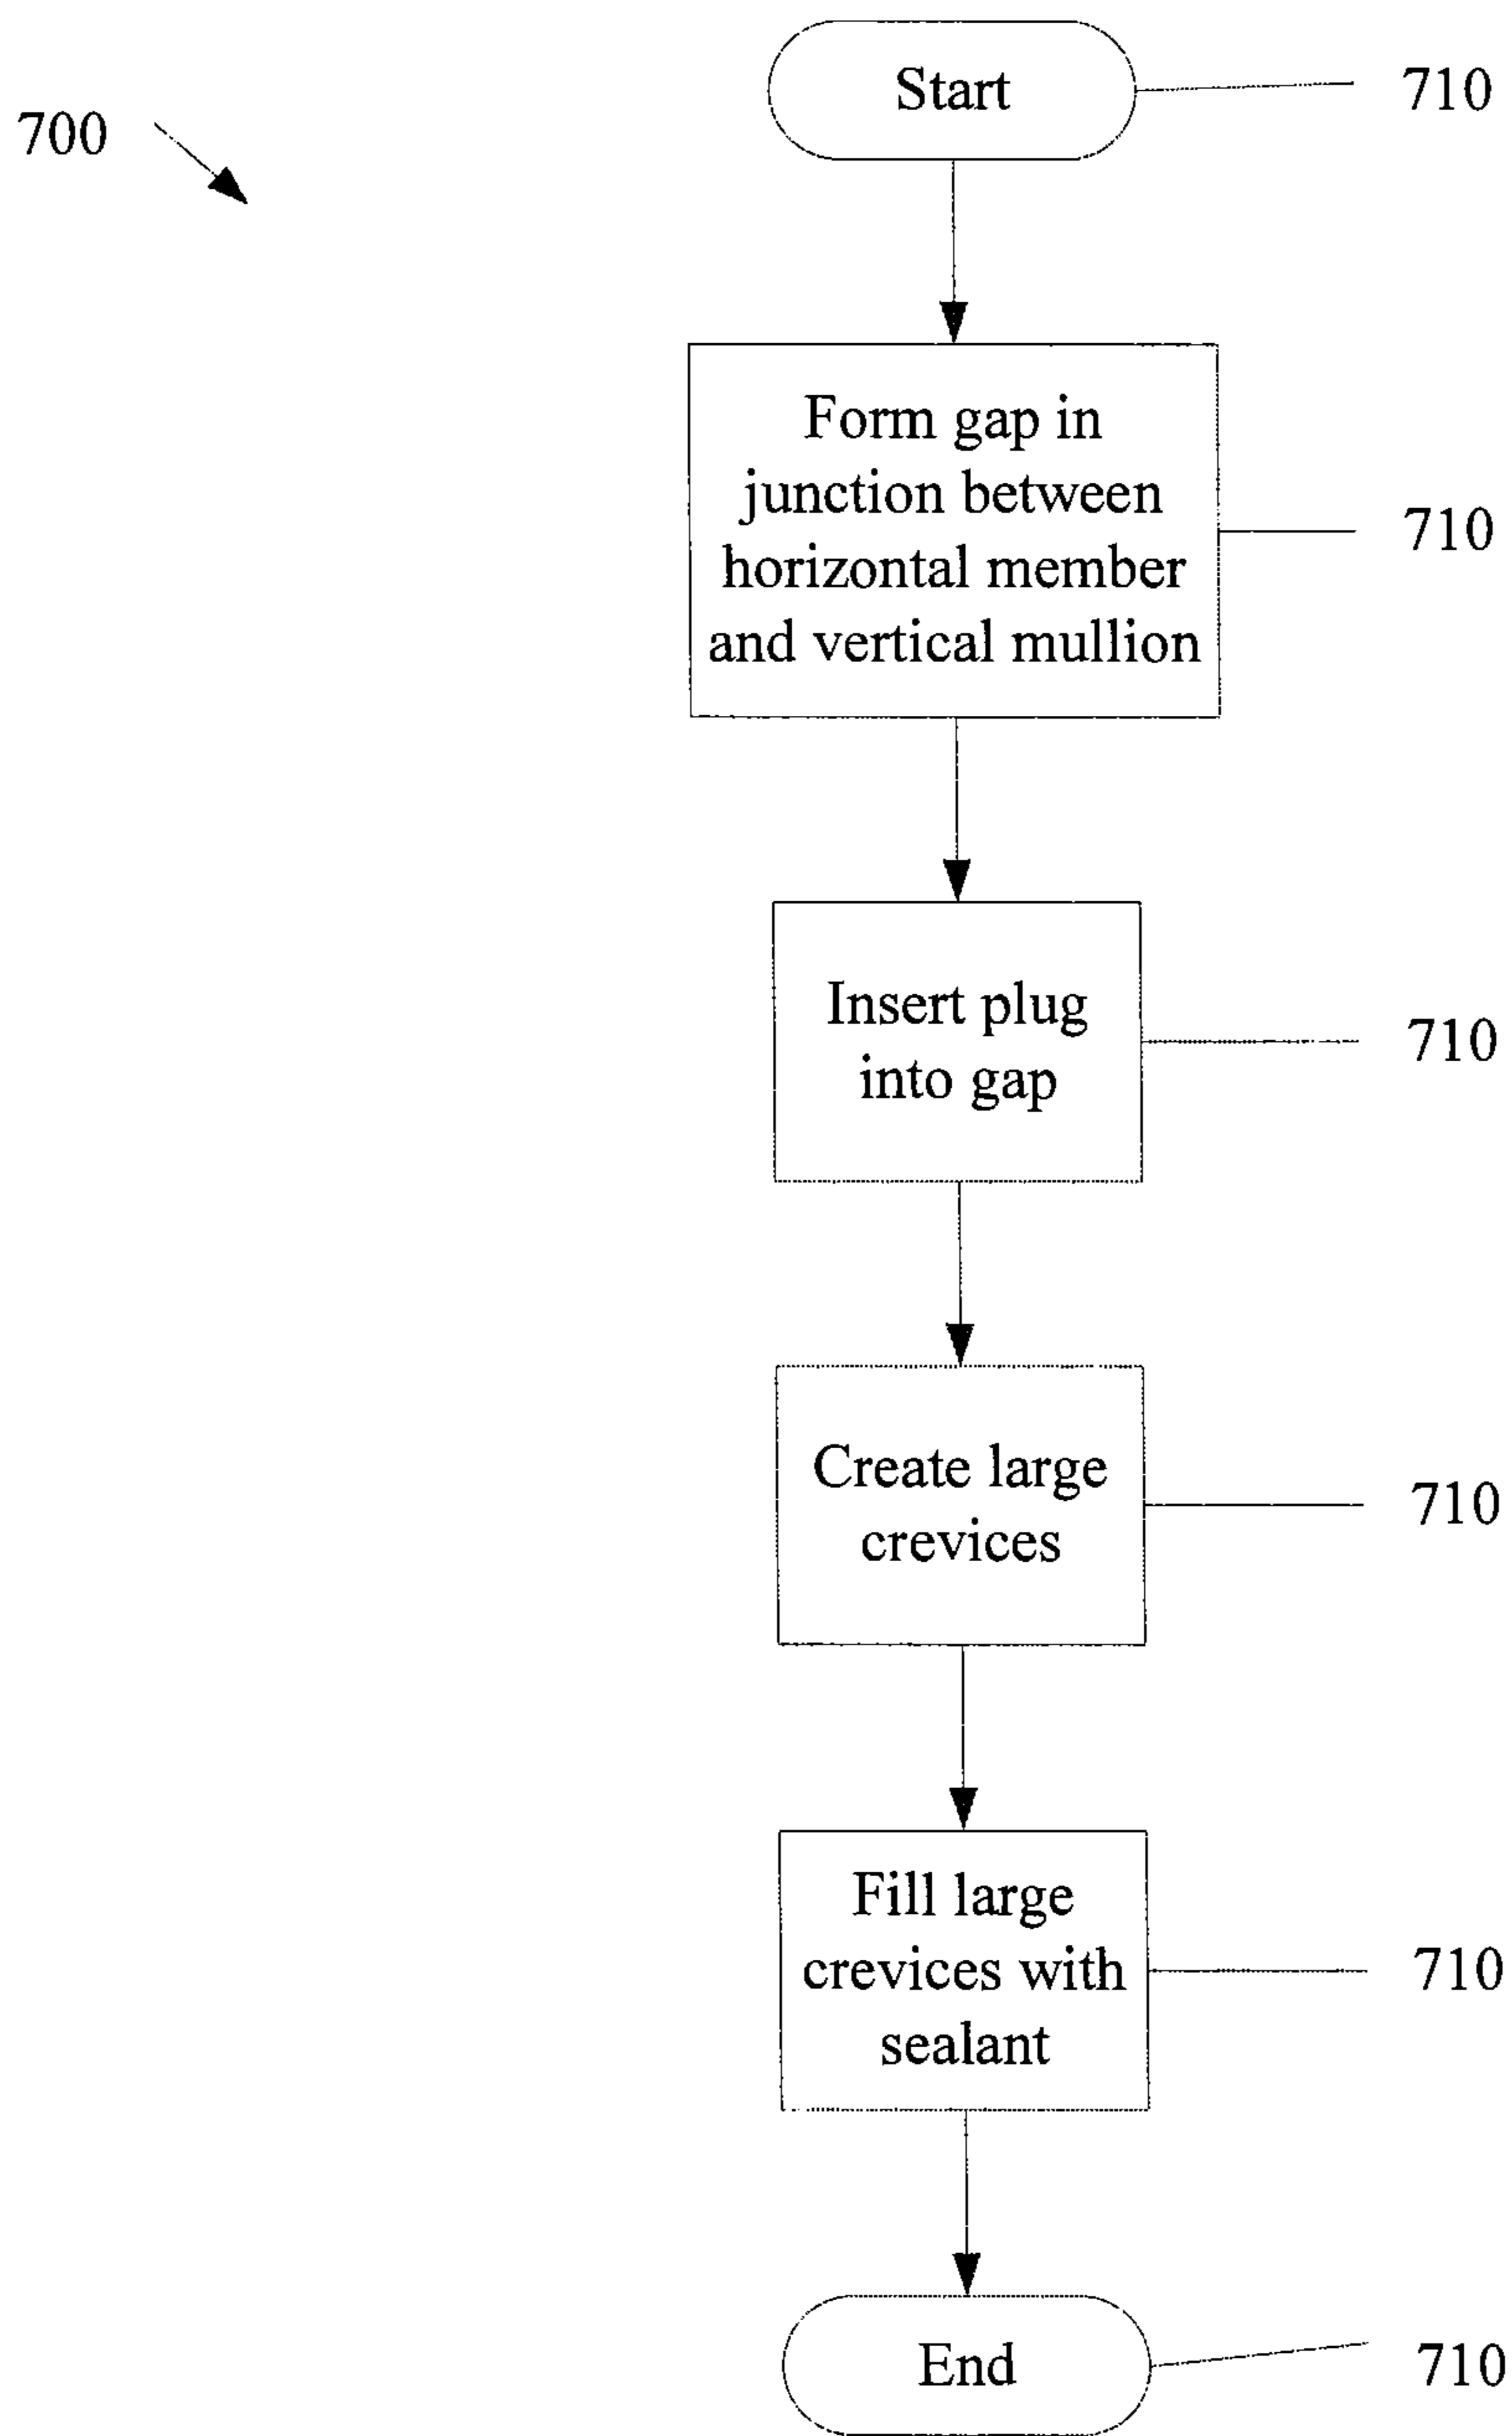 Start
710
700
Form gap in
junction between
horizontal member
and vertical mullion
710
Insert plug
into gap
710
Create large
crevices
710
Fill large
crevices with
sealant
710
End
710